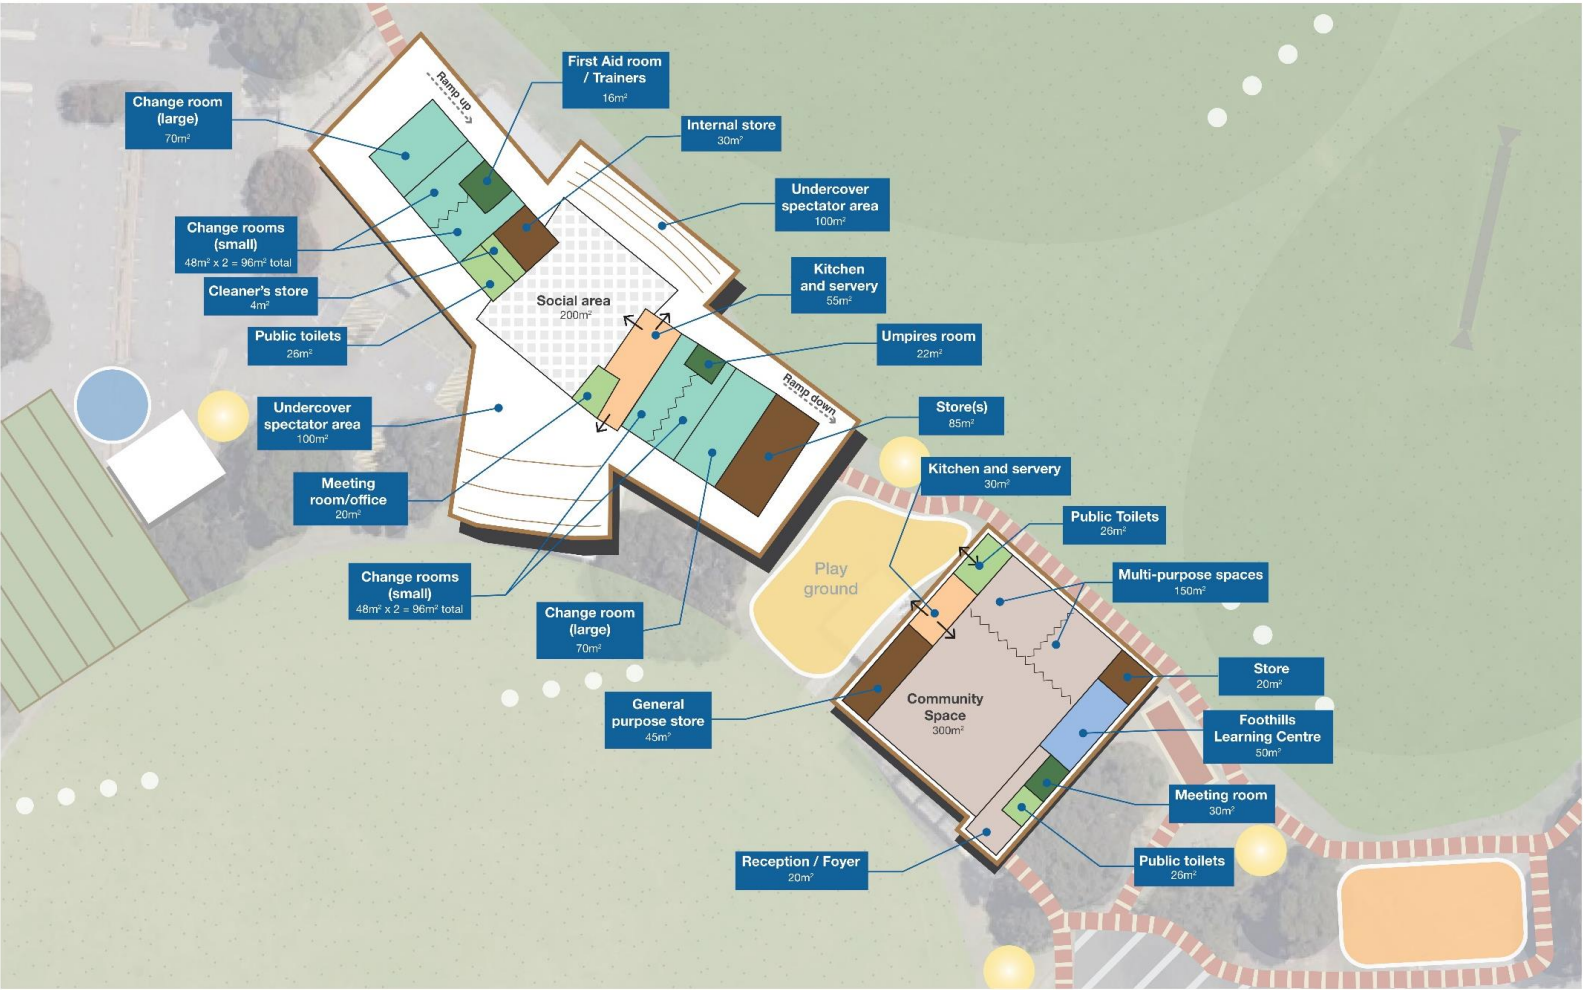 Ramp up
First Aid room
/ Trainers
16m²
Change room
(large)
70m²
Internal store
30m²
Undercover
spectator area
100m²
Change rooms
(small)
48m² x 2 = 96m² total
Kitchen
and servery
55m²
Cleaner's store
4m²
Social area
200m²
Public toilets
26m²
Umpires room
22m²
Ramp down
Undercover
spectator area
100m²
Store(s)
85m²
Kitchen and servery
30m²
Meeting
room/office
20m²
Public Toilets
26m²
Play
ground
Change rooms
(small)
48m² x 2 = 96m² total
Multi-purpose spaces
150m²
Change room
(large)
70m²
Store
20m²
General
purpose store
45m²
Community
Space
300m²
Foothills
Learning Centre
50m²
Meeting room
30m²
Reception / Foyer
20m²
Public toilets
26m²